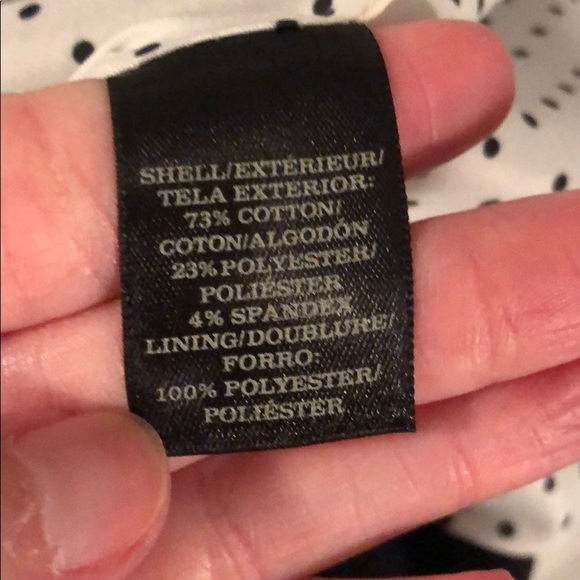 SHELL/EXTÉRIEUR/
TELA EXTERIOR:
73% COTTON/
COTON/ALGODÓN
23% POLYESTER/
POLIÉSTER
4% SPANDEX
LINING/DOUBLURE/
FORRO:
100% POLYESTER/
POLIÉSTER